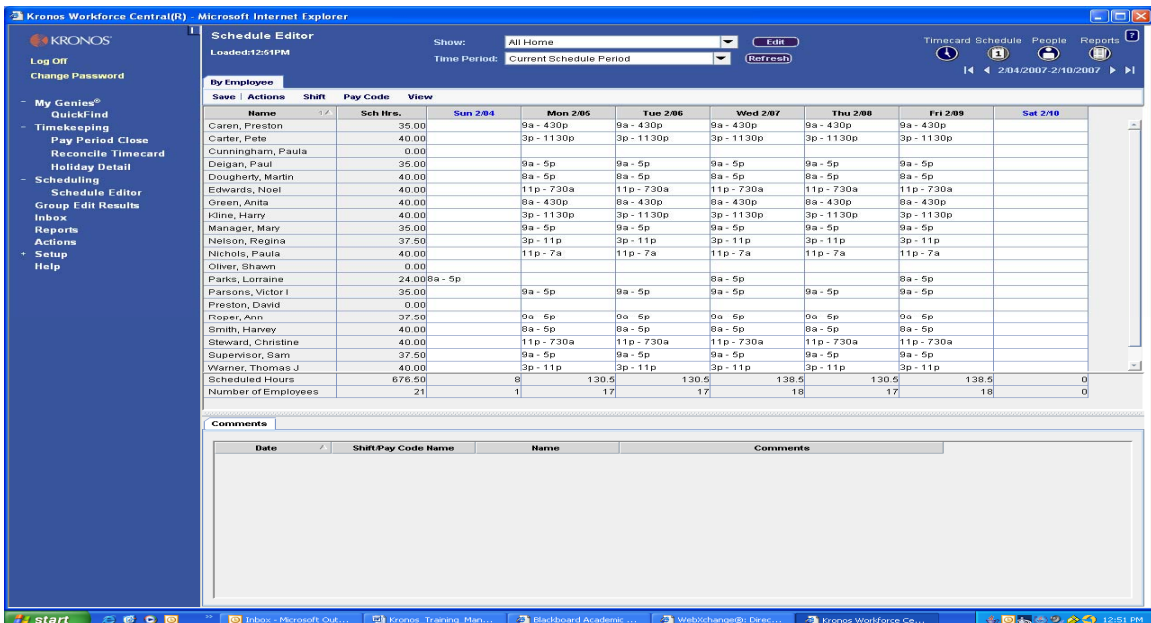 Kronos Workforce Central(R) - Microsoft Internet Explorer
KRONOS
Log Off
Change Password
My Genies®
QuickFind
Timekeeping
Pay Period Close
Reconcile Timecard
Holiday Detail
Scheduling
Schedule Editor
Group Edit Results
Inbox
Reports
Actions
Setup
Help
Schedule Editor
Loaded:12:51PM
Show: All Home Edit
Time Period: Current Schedule Period Refresh
Timecard Schedule People Reports ?
2/04/2007-2/10/2007
By Employee
Save Actions Shift Pay Code View
Name Sch Hrs. Sun 2/04 Mon 2/05 Tue 2/06 Wed 2/07 Thu 2/08 Fri 2/09 Sat 2/10
Caren, Preston 35.00 9a - 430p 9a - 430p 9a - 430p 9a - 430p 9a - 430p
Carter, Pete 40.00 3p - 1130p 3p - 1130p 3p - 1130p 3p - 1130p 3p - 1130p
Cunningham, Paula 0.00
Deigan, Paul 35.00 9a - 5p 9a - 5p 9a - 5p 9a - 5p 9a - 5p
Dougherty, Martin 40.00 8a - 5p 8a - 5p 8a - 5p 8a - 5p 8a - 5p
Edwards, Noel 40.00 11p - 730a 11p - 730a 11p - 730a 11p - 730a 11p - 730a
Green, Anita 40.00 8a - 430p 8a - 430p 8a - 430p 8a - 430p 8a - 430p
Kline, Harry 40.00 3p - 1130p 3p - 1130p 3p - 1130p 3p - 1130p 3p - 1130p
Manager, Mary 35.00 9a - 5p 9a - 5p 9a - 5p 9a - 5p 9a - 5p
Nelson, Regina 37.50 3p - 11p 3p - 11p 3p - 11p 3p - 11p 3p - 11p
Nichols, Paula 40.00 11p - 7a 11p - 7a 11p - 7a 11p - 7a 11p - 7a
Oliver, Shawn 0.00
Parks, Lorraine 24.00 8a - 5p 8a - 5p 8a - 5p
Parsons, Victor I 35.00 9a - 5p 9a - 5p 9a - 5p 9a - 5p 9a - 5p
Preston, David 0.00
Roper, Ann 37.50 9a 5p 9a 5p 9a 5p 9a 5p 9a 5p
Smith, Harvey 40.00 8a - 5p 8a - 5p 8a - 5p 8a - 5p 8a - 5p
Steward, Christine 40.00 11p - 730a 11p - 730a 11p - 730a 11p - 730a 11p - 730a
Supervisor, Sam 37.50 9a - 5p 9a - 5p 9a - 5p 9a - 5p 9a - 5p
Warner, Thomas J 40.00 3p - 11p 3p - 11p 3p - 11p 3p - 11p 3p - 11p
Scheduled Hours 676.50 8 130.5 130.5 138.5 130.5 138.5 0
Number of Employees 21 1 17 17 18 17 18 0
Comments
Date Shift/Pay Code Name Name Comments
start Inbox - Microsoft Out... Kronos_Training_Man... Blackboard Academic ... WebXchange®: Direc... Kronos Workforce Ce... 12:51 PM